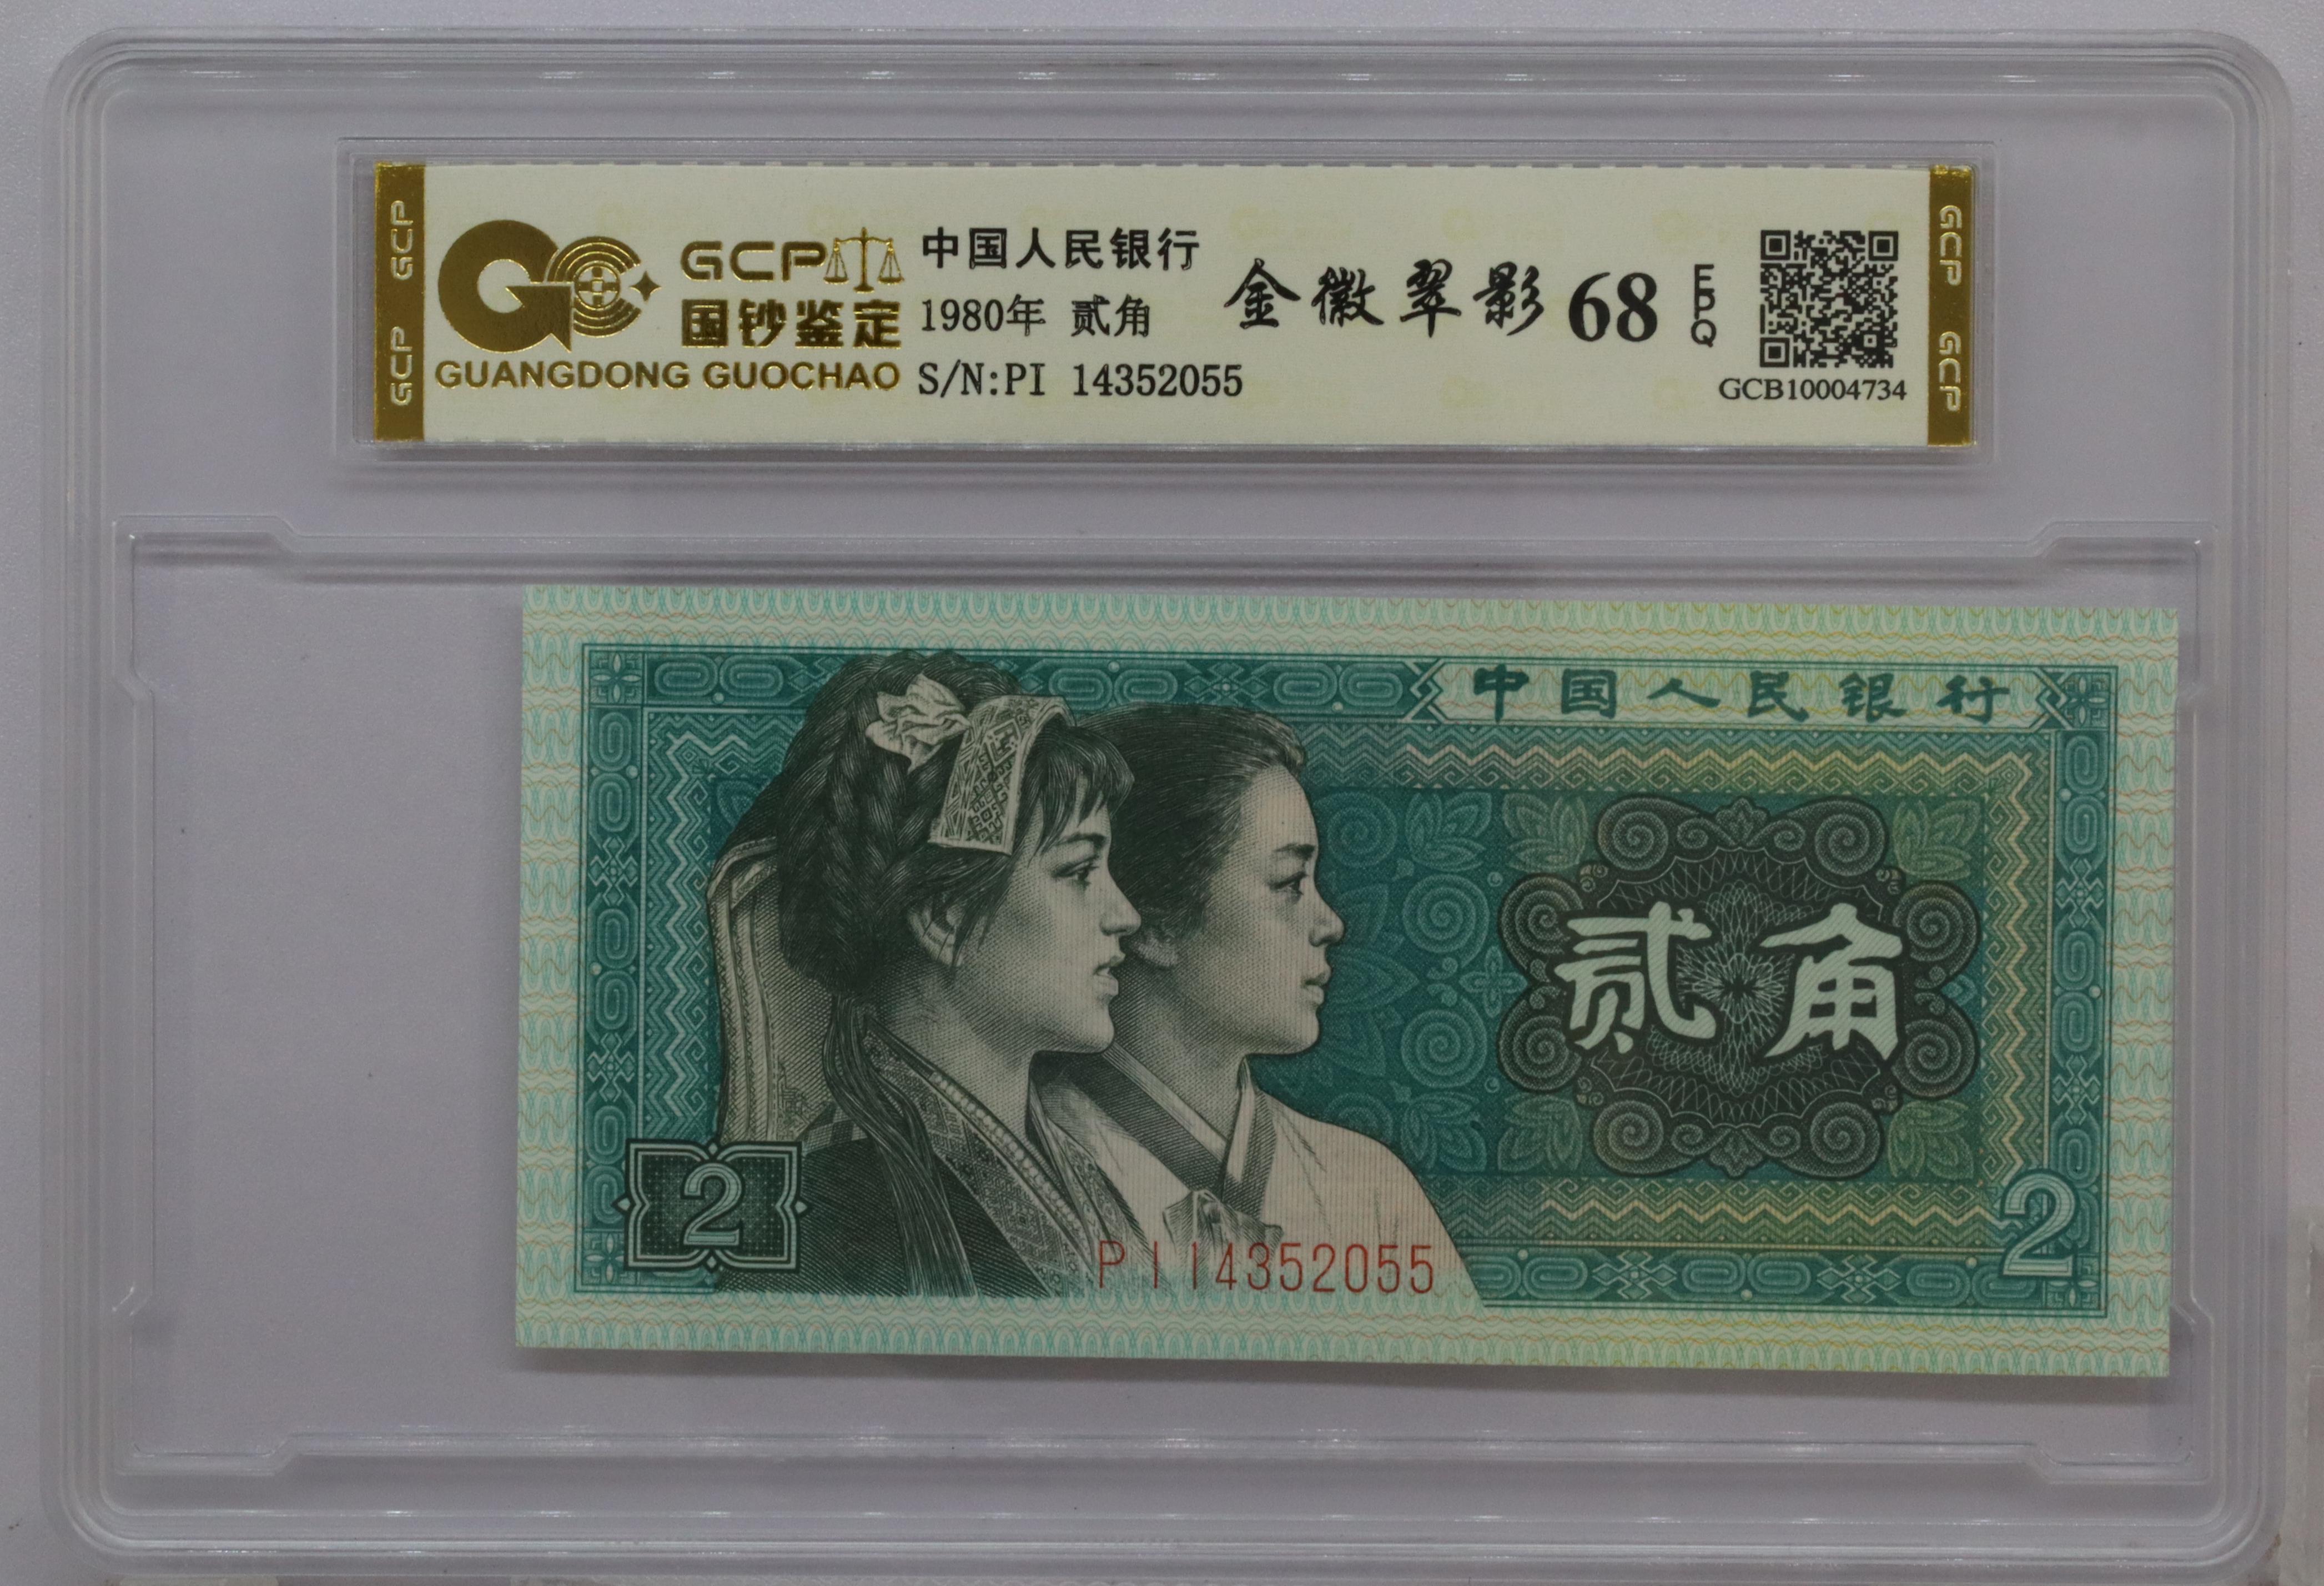 GCP GCP
GCP
国钞鉴定
GUANGDONG GUOCHAO
中国人民银行
1980年 贰角
S/N:PI 14352055
金徽翠影 68 EPQ
GCB10004734
GCP GCP
中国人民银行
贰角
2
2
PI14352055